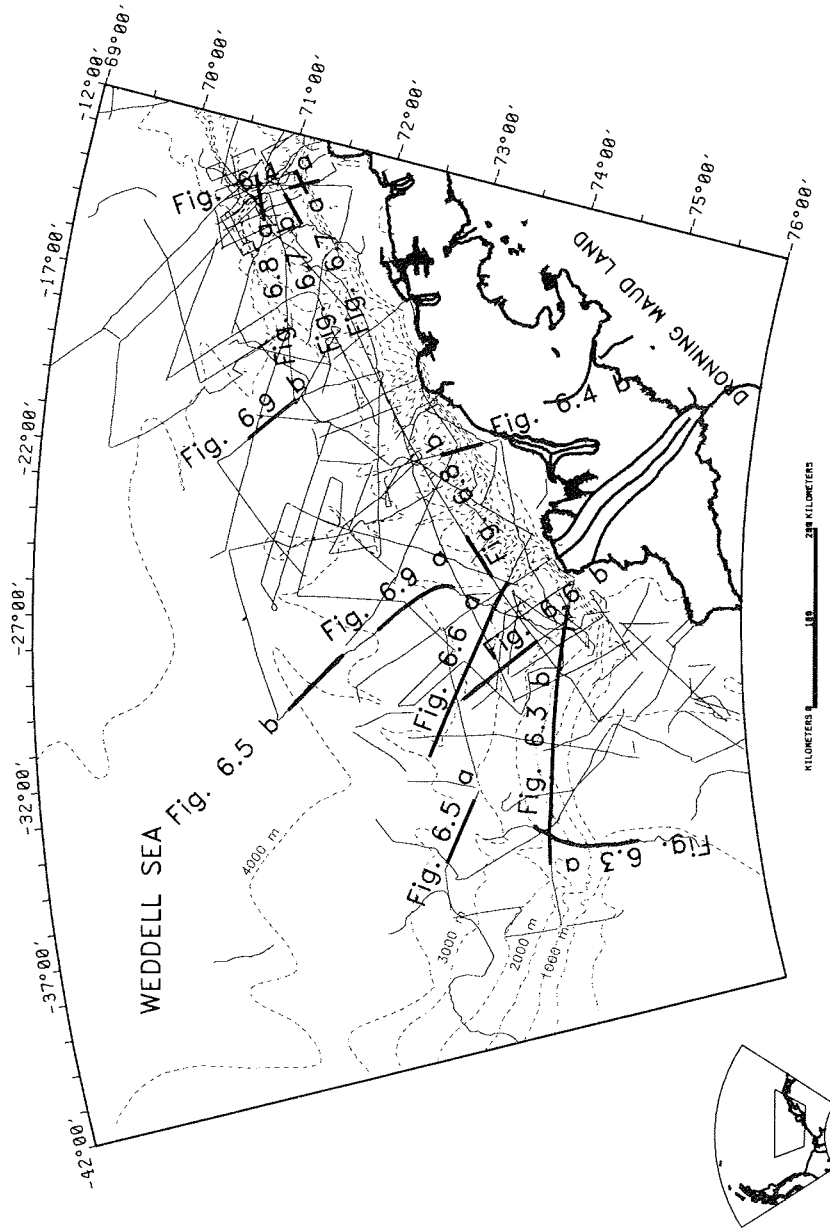 -42°00′
-37°00′
-32°00′
-27°00′
-22°00′
-17°00′
-12°00′
-69°00′
-70°00′
-71°00′
-72°00′
-73°00′
-74°00′
-75°00′
-76°00′
WEDDELL SEA
DRONNING MAUD LAND
4000 m
3000 m
2000 m
1000 m
Fig. 6.5 b
Fig. 6.9 a
Fig. 6.9 b
Fig. 6.8 a
Fig. 6.7 b
Fig. 6.7 a
Fig. 6.4 a
Fig. 6.5 a
Fig. 6.6 a
Fig. 6.8 a
Fig. 6.4 b
Fig. 6.6 b
Fig. 6.3 b
Fig. 6.3 a
KILOMETERS 0
100
200 KILOMETERS